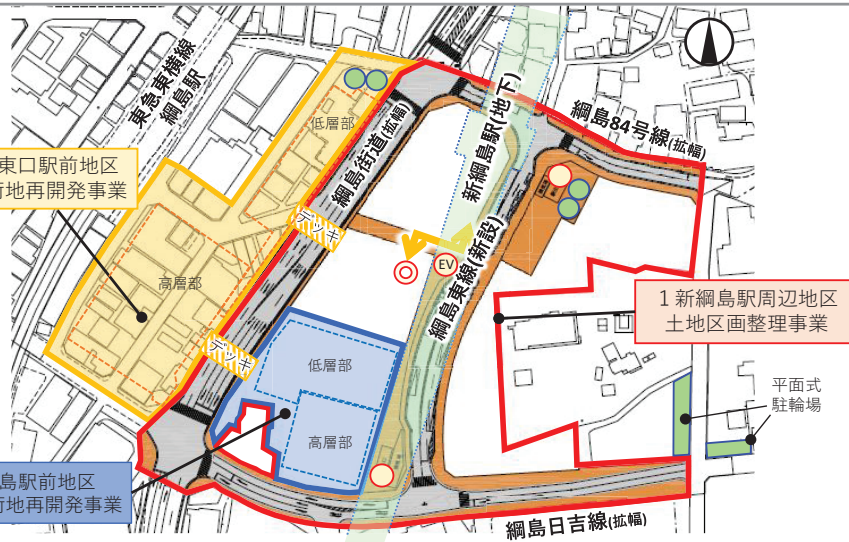 東急東横線
綱島駅
低層部
綱島街道(拡幅)
新綱島駅(地下)
綱島84号線(拡幅)
東口駅前地区
街地再開発事業
デッキ
EV
綱島東線(新設)
高層部
1 新綱島駅周辺地区
土地区画整理事業
デッキ
低層部
平面式
駐輪場
高層部
島駅前地区
街地再開発事業
綱島日吉線(拡幅)